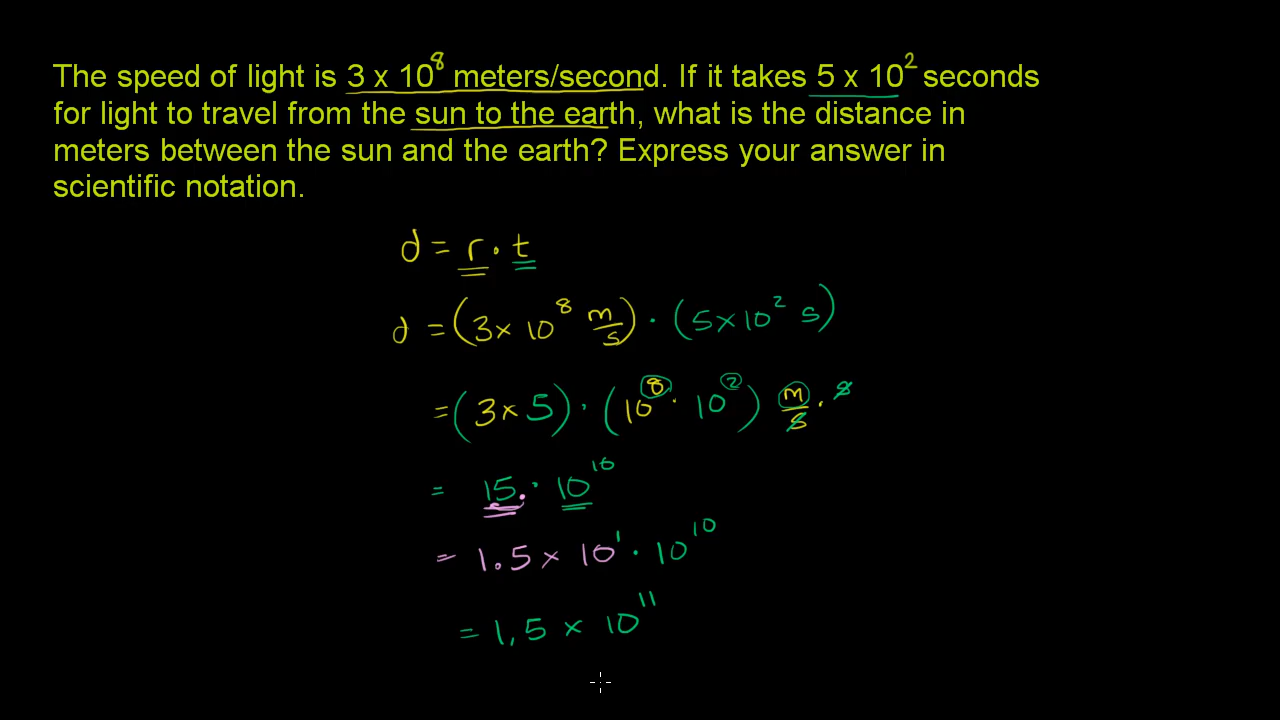 The speed of light is 3 x 10^8 meters/second. If it takes 5 x 10^2 seconds
for light to travel from the sun to the earth, what is the distance in
meters between the sun and the earth? Express your answer in
scientific notation.
d = r · t
d = (3 x 10^8 m/s) · (5 x 10^2 s)
= (3 x 5) · (10^8 · 10^2) m/s · s
= 15. · 10^10
= 1.5 x 10^1 · 10^10
= 1,5 x 10^11